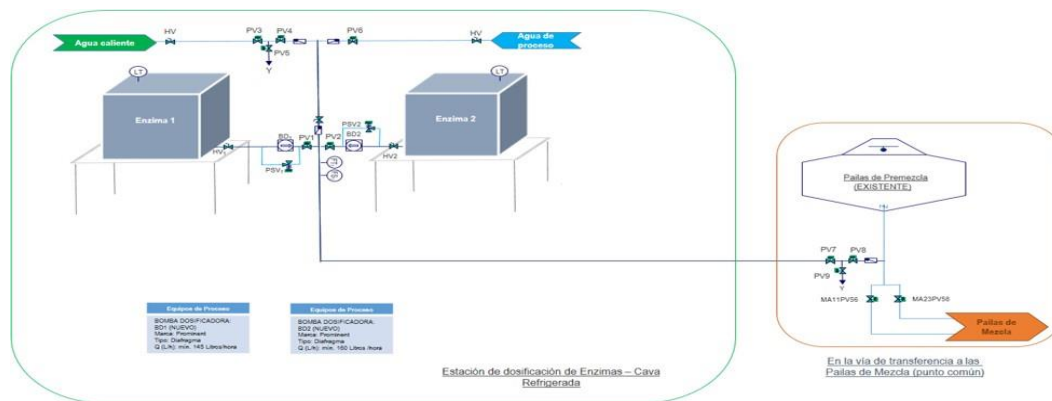 HV
PV3
PV4
PV6
HV
Agua caliente
Agua de
proceso
PV5
Y
LT
LT
Enzima 1
Enzima 2
PSV2
BD2
PV1
PV2
HV1
HV2
PSV1
Pailas de Premezcla
(EXISTENTE)
PV7
PV8
PV9
Y
MA11PV56
MA23PV58
Pailas de
Mezcla
Equipos de Proceso
BOMBA DOSIFICADORA:
BD1 (NUEVO)
Marca: Prominent
Tipo: Diafragma
Q (L/h): mín. 145 Litros/hora
Equipos de Proceso
BOMBA DOSIFICADORA:
BD2 (NUEVO)
Marca: Prominent
Tipo: Diafragma
Q (L/h): mín. 160 Litros /hora
Estación de dosificación de Enzimas – Cava
Refrigerada
En la vía de transferencia a las
Pailas de Mezcla (punto común)